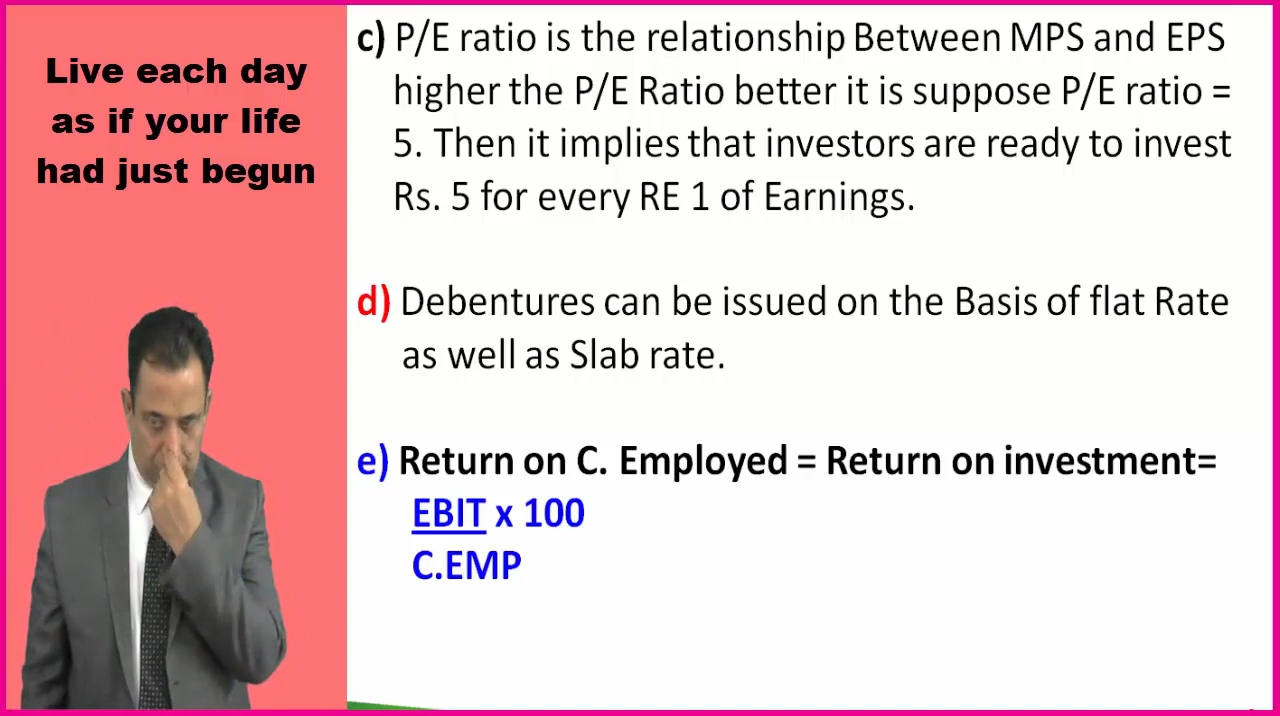 Live each day
as if your life
had just begun
c) P/E ratio is the relationship Between MPS and EPS
higher the P/E Ratio better it is suppose P/E ratio =
5. Then it implies that investors are ready to invest
Rs. 5 for every RE 1 of Earnings.
d) Debentures can be issued on the Basis of flat Rate
as well as Slab rate.
e) Return on C. Employed = Return on investment=
EBIT x 100
C.EMP